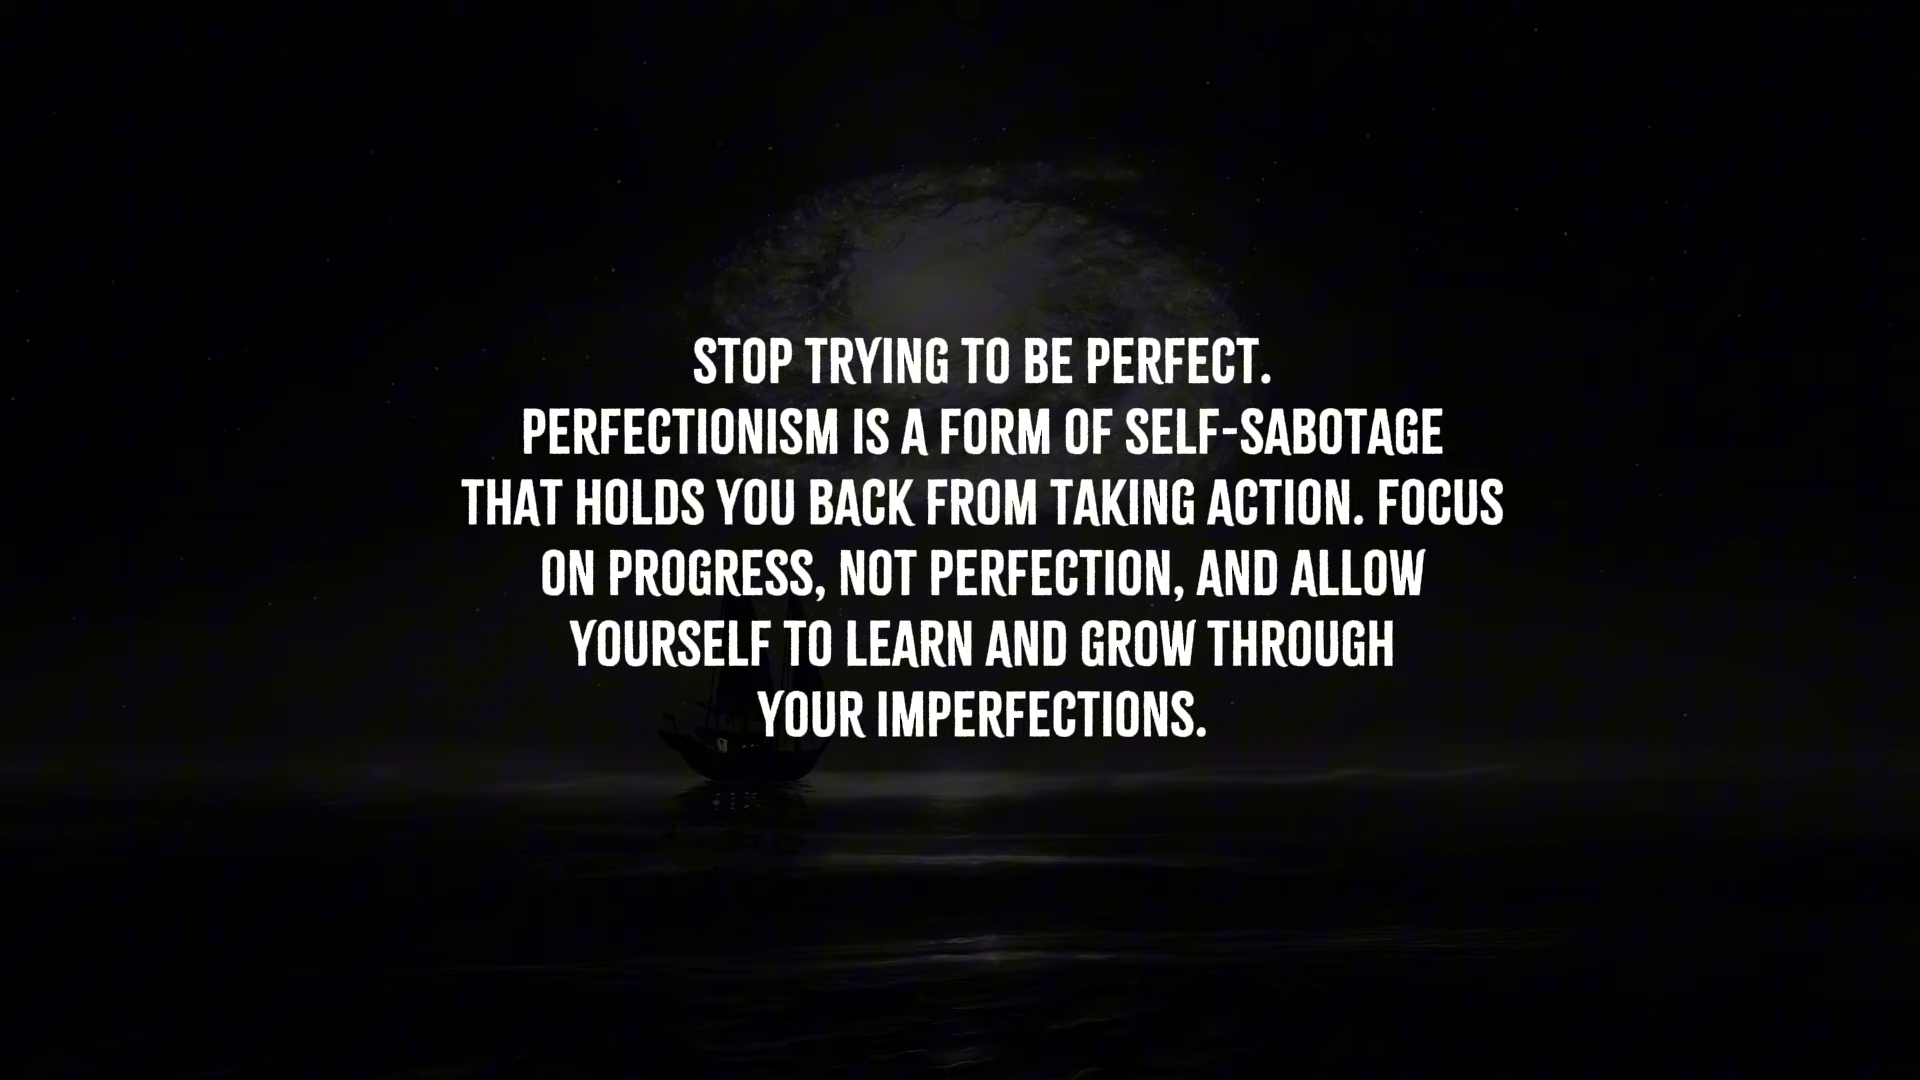 STOP TRYING TO BE PERFECT.
PERFECTIONISM IS A FORM OF SELF-SABOTAGE
THAT HOLDS YOU BACK FROM TAKING ACTION. FOCUS
ON PROGRESS, NOT PERFECTION, AND ALLOW
YOURSELF TO LEARN AND GROW THROUGH
YOUR IMPERFECTIONS.